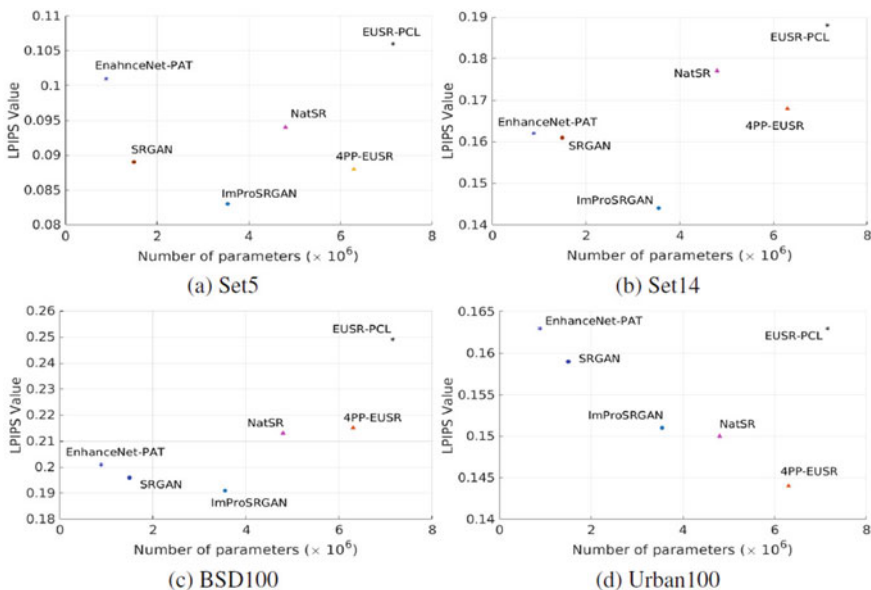 0.11
0.105
0.1
0.095
0.09
0.085
0.08
LPIPS Value
EnahnceNet-PAT
EUSR-PCL
NatSR
SRGAN
4PP-EUSR
ImProSRGAN
0 2 4 6 8
Number of parameters (× 10⁶)
(a) Set5
0.19
0.18
0.17
0.16
0.15
0.14
LPIPS Value
EUSR-PCL
NatSR
EnhanceNet-PAT
4PP-EUSR
SRGAN
ImProSRGAN
0 2 4 6 8
Number of parameters (× 10⁶)
(b) Set14
0.26
0.25
0.24
0.23
0.22
0.21
0.2
0.19
0.18
LPIPS Value
EUSR-PCL
NatSR
4PP-EUSR
EnhanceNet-PAT
SRGAN
ImProSRGAN
0 2 4 6 8
Number of parameters (× 10⁶)
(c) BSD100
0.165
0.16
0.155
0.15
0.145
0.14
LPIPS Value
EnhanceNet-PAT
EUSR-PCL
SRGAN
ImProSRGAN
NatSR
4PP-EUSR
0 2 4 6 8
Number of parameters (× 10⁶)
(d) Urban100